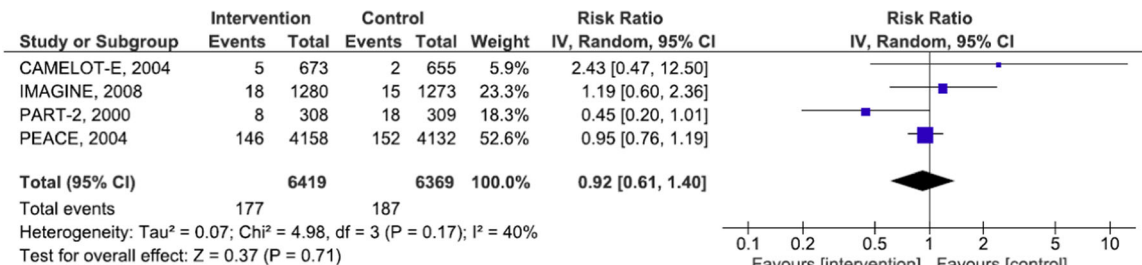 Intervention Control Risk Ratio Risk Ratio
Study or Subgroup Events Total Events Total Weight IV, Random, 95% CI IV, Random, 95% CI
CAMELOT-E, 2004 5 673 2 655 5.9% 2.43 [0.47, 12.50]
IMAGINE, 2008 18 1280 15 1273 23.3% 1.19 [0.60, 2.36]
PART-2, 2000 8 308 18 309 18.3% 0.45 [0.20, 1.01]
PEACE, 2004 146 4158 152 4132 52.6% 0.95 [0.76, 1.19]
Total (95% CI) 6419 6369 100.0% 0.92 [0.61, 1.40]
Total events 177 187
Heterogeneity: Tau² = 0.07; Chi² = 4.98, df = 3 (P = 0.17); I² = 40%
Test for overall effect: Z = 0.37 (P = 0.71)
0.1 0.2 0.5 1 2 5 10
Favours [intervention] Favours [control]